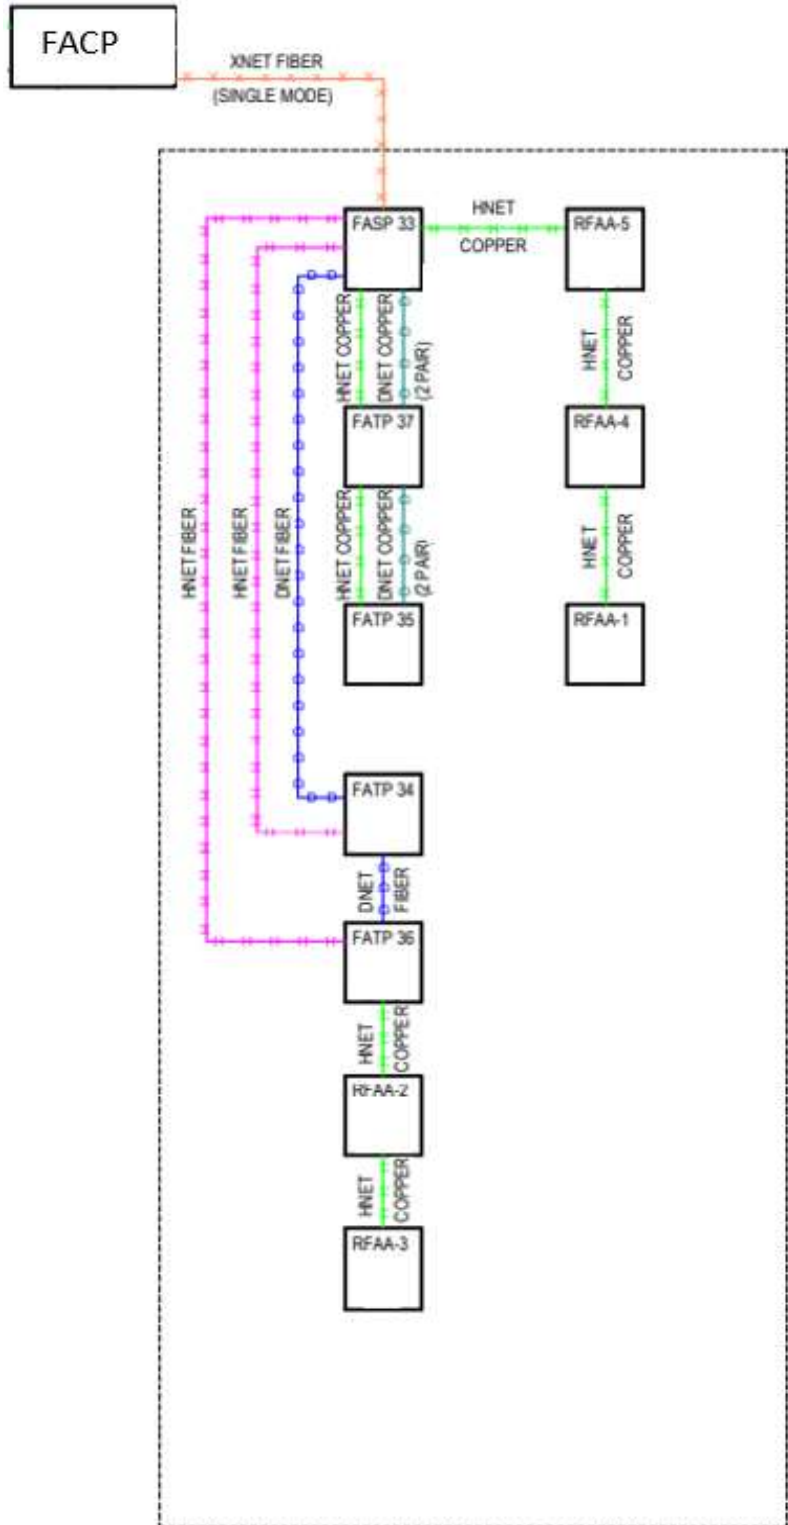 FACP
XNET FIBER
(SINGLE MODE)
FASP 33
HNET
COPPER
RFAA-5
HNET COPPER
DNET COPPER
(2 PAIR)
HNET
COPPER
FATP 37
RFAA-4
HNET FIBER
HNET FIBER
DNET FIBER
HNET COPPER
DNET COPPER
(2 PAIR)
HNET
COPPER
FATP 35
RFAA-1
FATP 34
DNET
FIBER
FATP 36
HNET
COPPER
RFAA-2
HNET
COPPER
RFAA-3